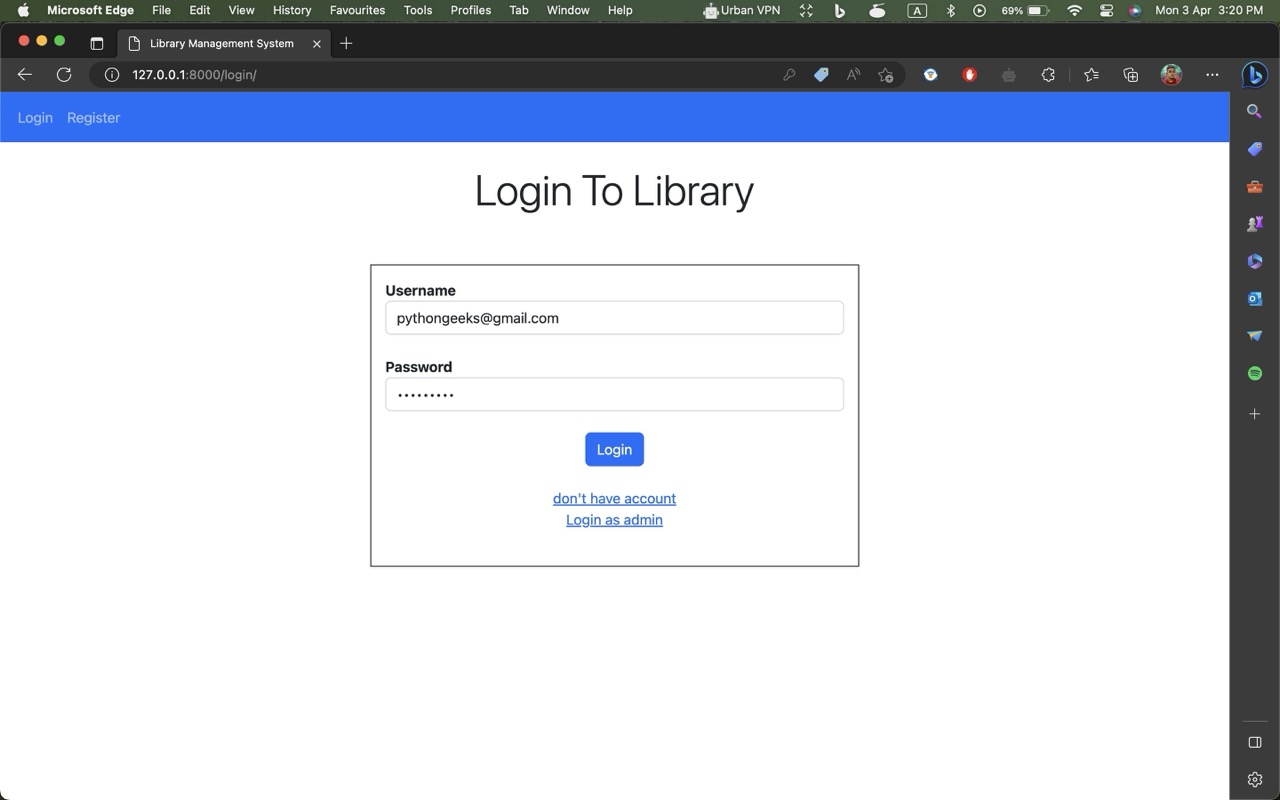 Microsoft Edge File Edit View History Favourites Tools Profiles Tab Window Help Urban VPN A 69% Mon 3 Apr 3:20 PM
Library Management System
127.0.0.1:8000/login/
Login Register
Login To Library
Username
pythongeeks@gmail.com
Password
•••••••••
Login
don't have account
Login as admin